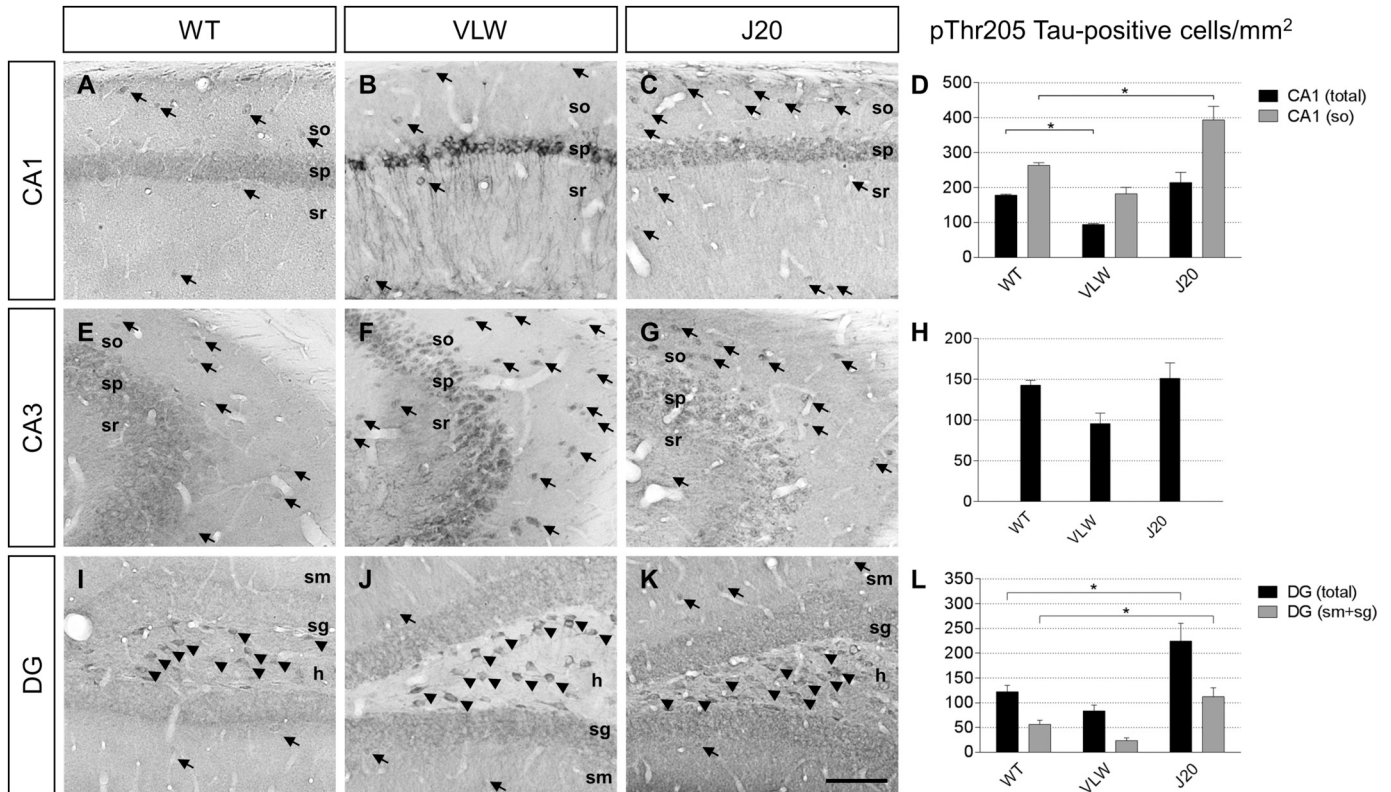 WT
VLW
J20
pThr205 Tau-positive cells/mm²
CA1
A
so
sp
sr
B
so
sp
sr
C
so
sp
sr
D
500
400
300
200
100
0
WT
VLW
J20
*
*
CA1 (total)
CA1 (so)
CA3
E
so
sp
sr
F
so
sp
sr
G
so
sp
sr
H
200
150
100
50
0
WT
VLW
J20
DG
I
sm
sg
h
J
h
sg
sm
K
sm
sg
h
L
350
300
250
200
150
100
50
0
WT
VLW
J20
*
*
DG (total)
DG (sm+sg)